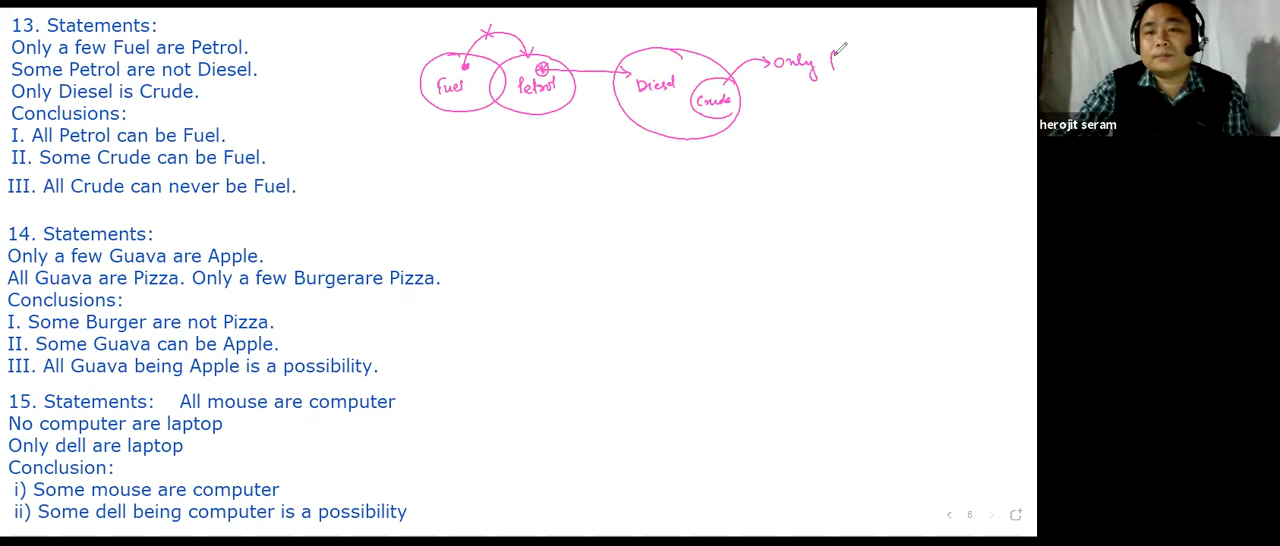 13. Statements:
Only a few Fuel are Petrol.
Some Petrol are not Diesel.
Only Diesel is Crude.
Conclusions:
I. All Petrol can be Fuel.
II. Some Crude can be Fuel.
III. All Crude can never be Fuel.
Fuel
Petrol
Diesel
Crude
only
herojit seram
14. Statements:
Only a few Guava are Apple.
All Guava are Pizza. Only a few Burgerare Pizza.
Conclusions:
I. Some Burger are not Pizza.
II. Some Guava can be Apple.
III. All Guava being Apple is a possibility.
15. Statements: All mouse are computer
No computer are laptop
Only dell are laptop
Conclusion:
i) Some mouse are computer
ii) Some dell being computer is a possibility
6